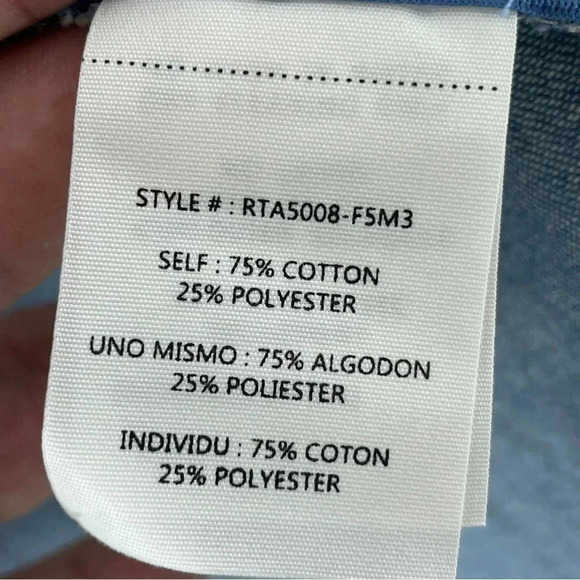 STYLE # : RTA5008-F5M3
SELF : 75% COTTON
25% POLYESTER
UNO MISMO : 75% ALGODON
25% POLIESTER
INDIVIDU : 75% COTON
25% POLYESTER